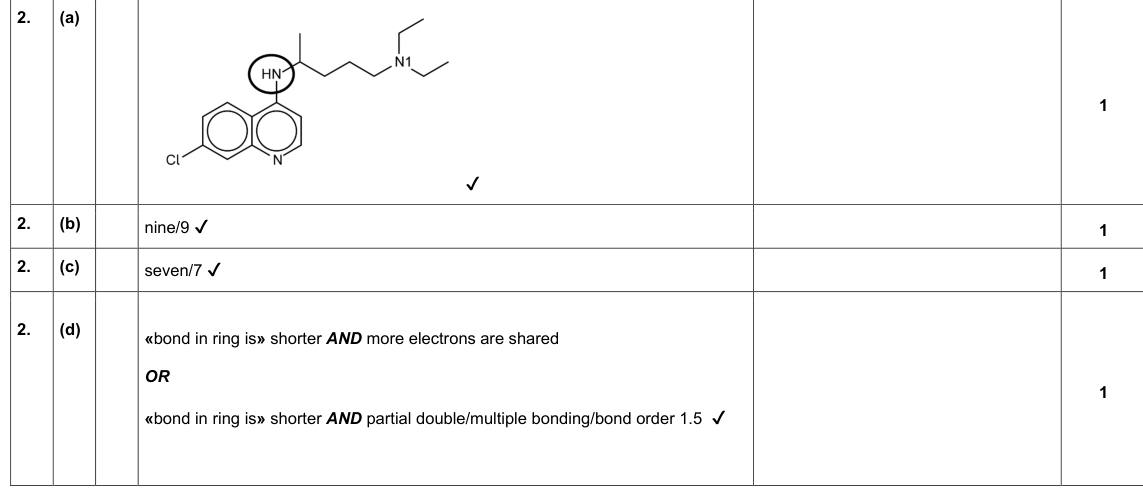 2. (a)
HN
N1
Cl
N
✓
1
2. (b) nine/9 ✓ 1
2. (c) seven/7 ✓ 1
2. (d)
«bond in ring is» shorter AND more electrons are shared
OR
1
«bond in ring is» shorter AND partial double/multiple bonding/bond order 1.5 ✓